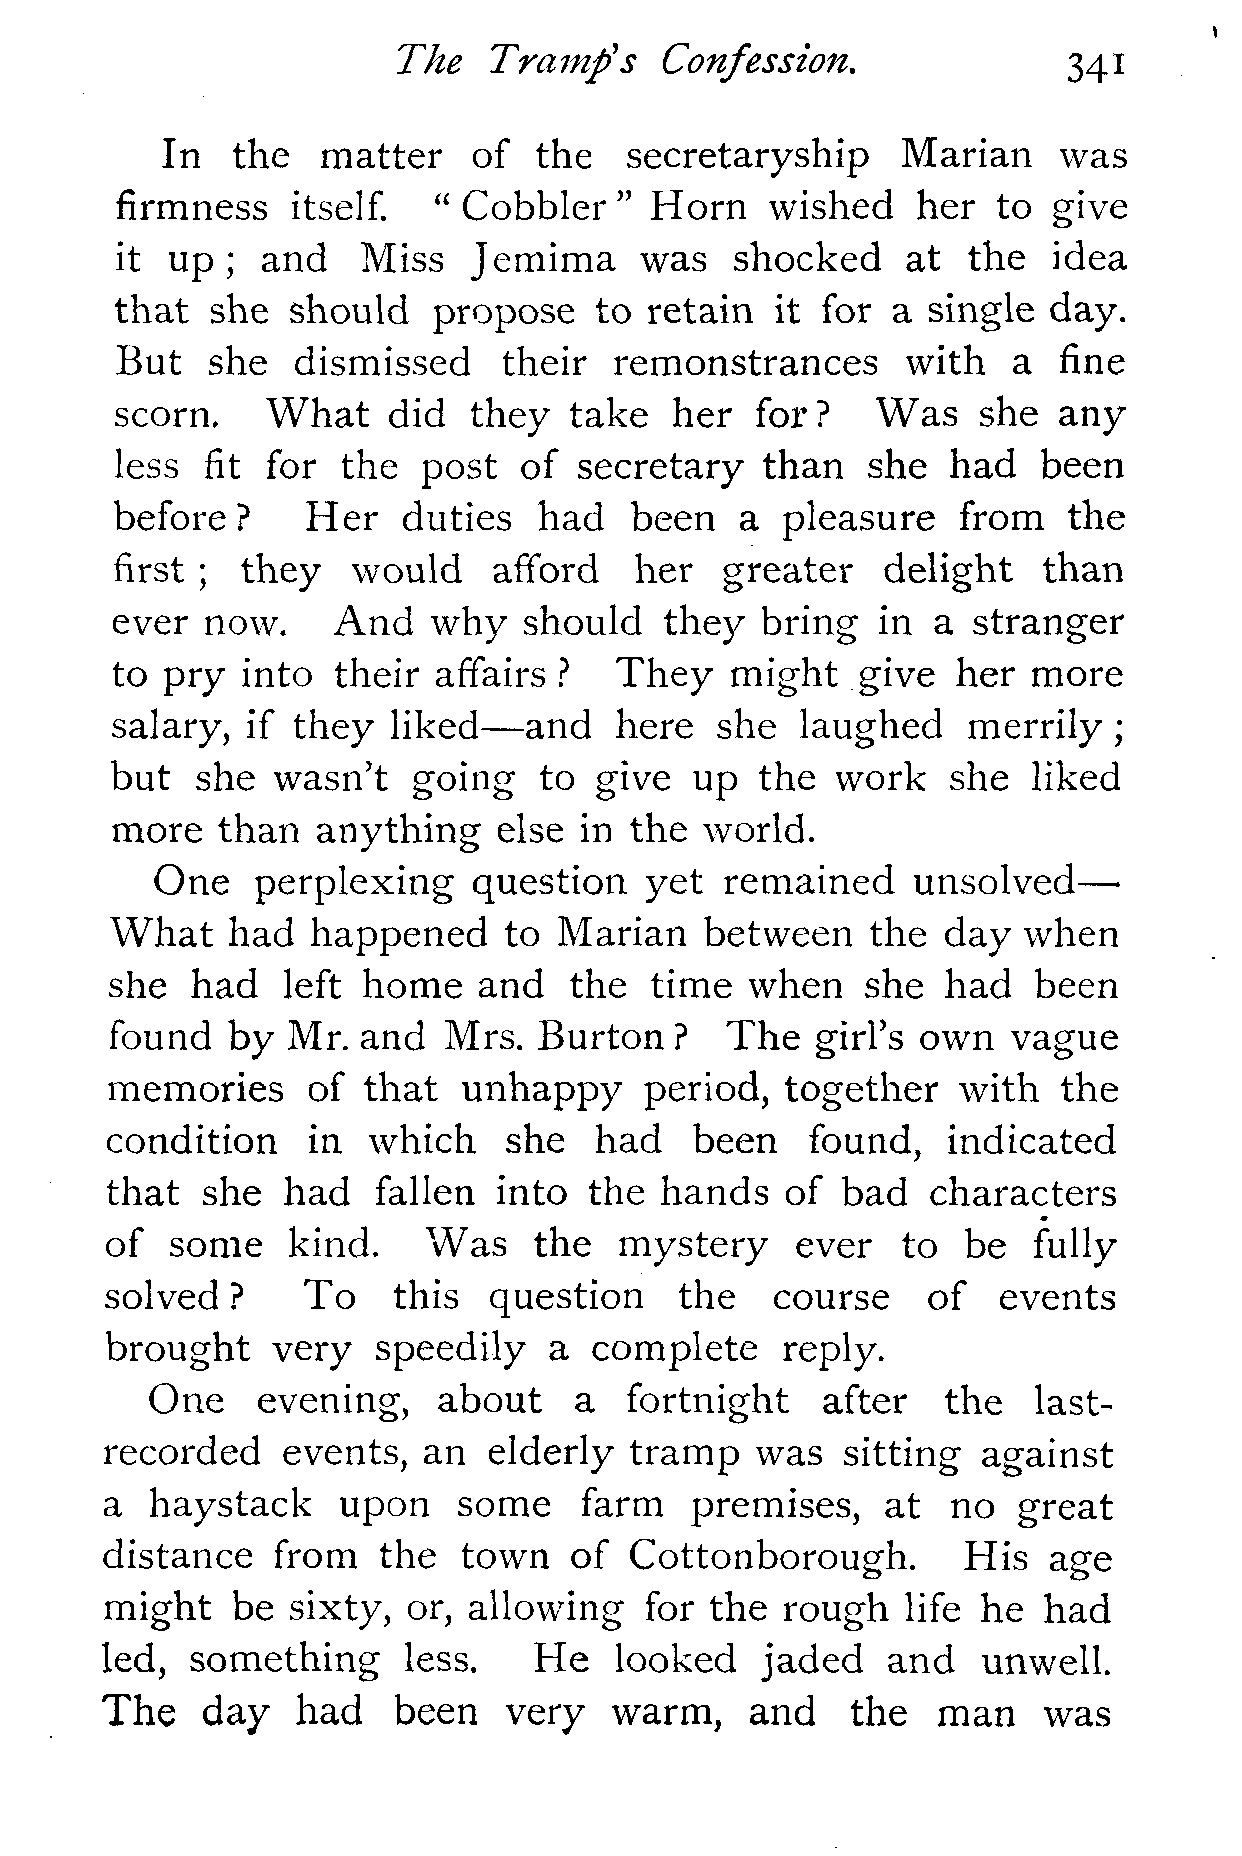 The Tramp's Confession. 341
In the matter of the secretaryship Marian was
firmness itself. " Cobbler " Horn wished her to give
it up ; and Miss Jemima was shocked at the idea
that she should propose to retain it for a single day.
But she dismissed their remonstrances with a fine
scorn. What did they take her for ? Was she any
less fit for the post of secretary than she had been
before ? Her duties had been a pleasure from the
first ; they would afford her greater delight than
ever now. And why should they bring in a stranger
to pry into their affairs ? They might give her more
salary, if they liked—and here she laughed merrily ;
but she wasn't going to give up the work she liked
more than anything else in the world.
One perplexing question yet remained unsolved—
What had happened to Marian between the day when
she had left home and the time when she had been
found by Mr. and Mrs. Burton ? The girl's own vague
memories of that unhappy period, together with the
condition in which she had been found, indicated
that she had fallen into the hands of bad characters
of some kind. Was the mystery ever to be fully
solved ? To this question the course of events
brought very speedily a complete reply.
One evening, about a fortnight after the last-
recorded events, an elderly tramp was sitting against
a haystack upon some farm premises, at no great
distance from the town of Cottonborough. His age
might be sixty, or, allowing for the rough life he had
led, something less. He looked jaded and unwell.
The day had been very warm, and the man was